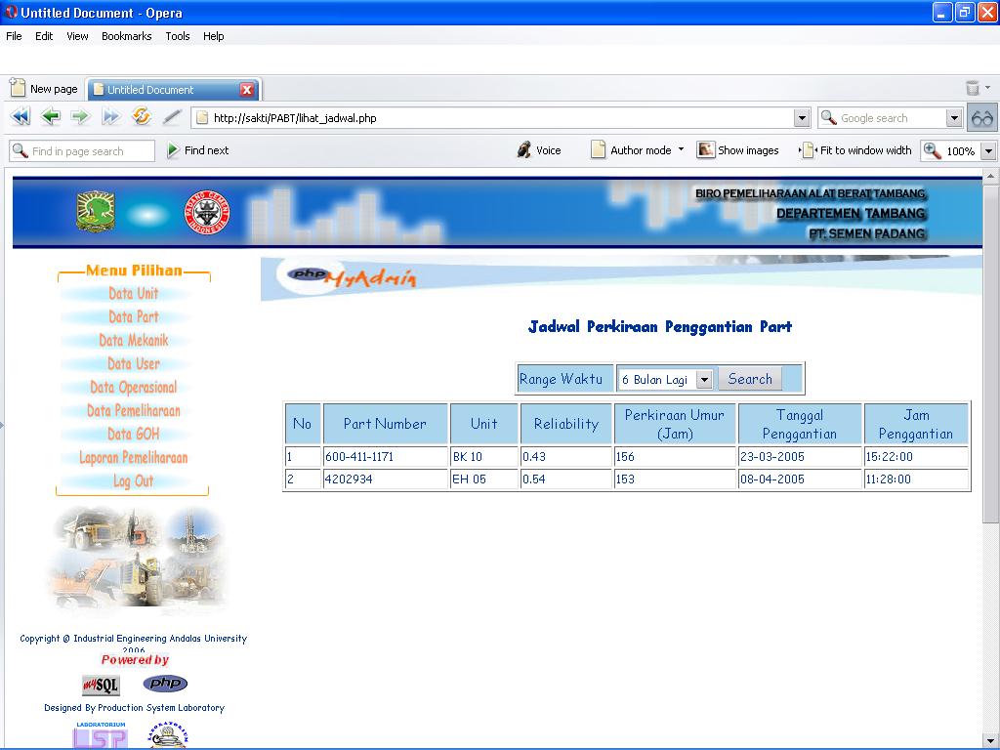 Untitled Document - Opera
File Edit View Bookmarks Tools Help
New page Untitled Document
http://sakti/PABT/lihat_jadwal.php Google search
Find in page search Find next Voice Author mode Show images Fit to window width 100%
PADANG CEMENT INDONESIA
BIRO PEMELIHARAAN ALAT BERAT TAMBANG
DEPARTEMEN TAMBANG
PT. SEMEN PADANG
Menu Pilihan
Data Unit
Data Part
Data Mekanik
Data User
Data Operasional
Data Pemeliharaan
Data GOH
Laporan Pemeliharaan
Log Out
php MyAdmin
Jadwal Perkiraan Penggantian Part
Range Waktu 6 Bulan Lagi Search
No Part Number Unit Reliability Perkiraan Umur (Jam) Tanggal Penggantian Jam Penggantian
1 600-411-1171 BK 10 0.43 156 23-03-2005 15:22:00
2 4202934 EH 05 0.54 153 08-04-2005 11:28:00
Copyright @ Industrial Engineering Andalas University
2006
Powered by
MySQL php
Designed By Production System Laboratory
LABORATORIUM
LSP
LABORATORIUM